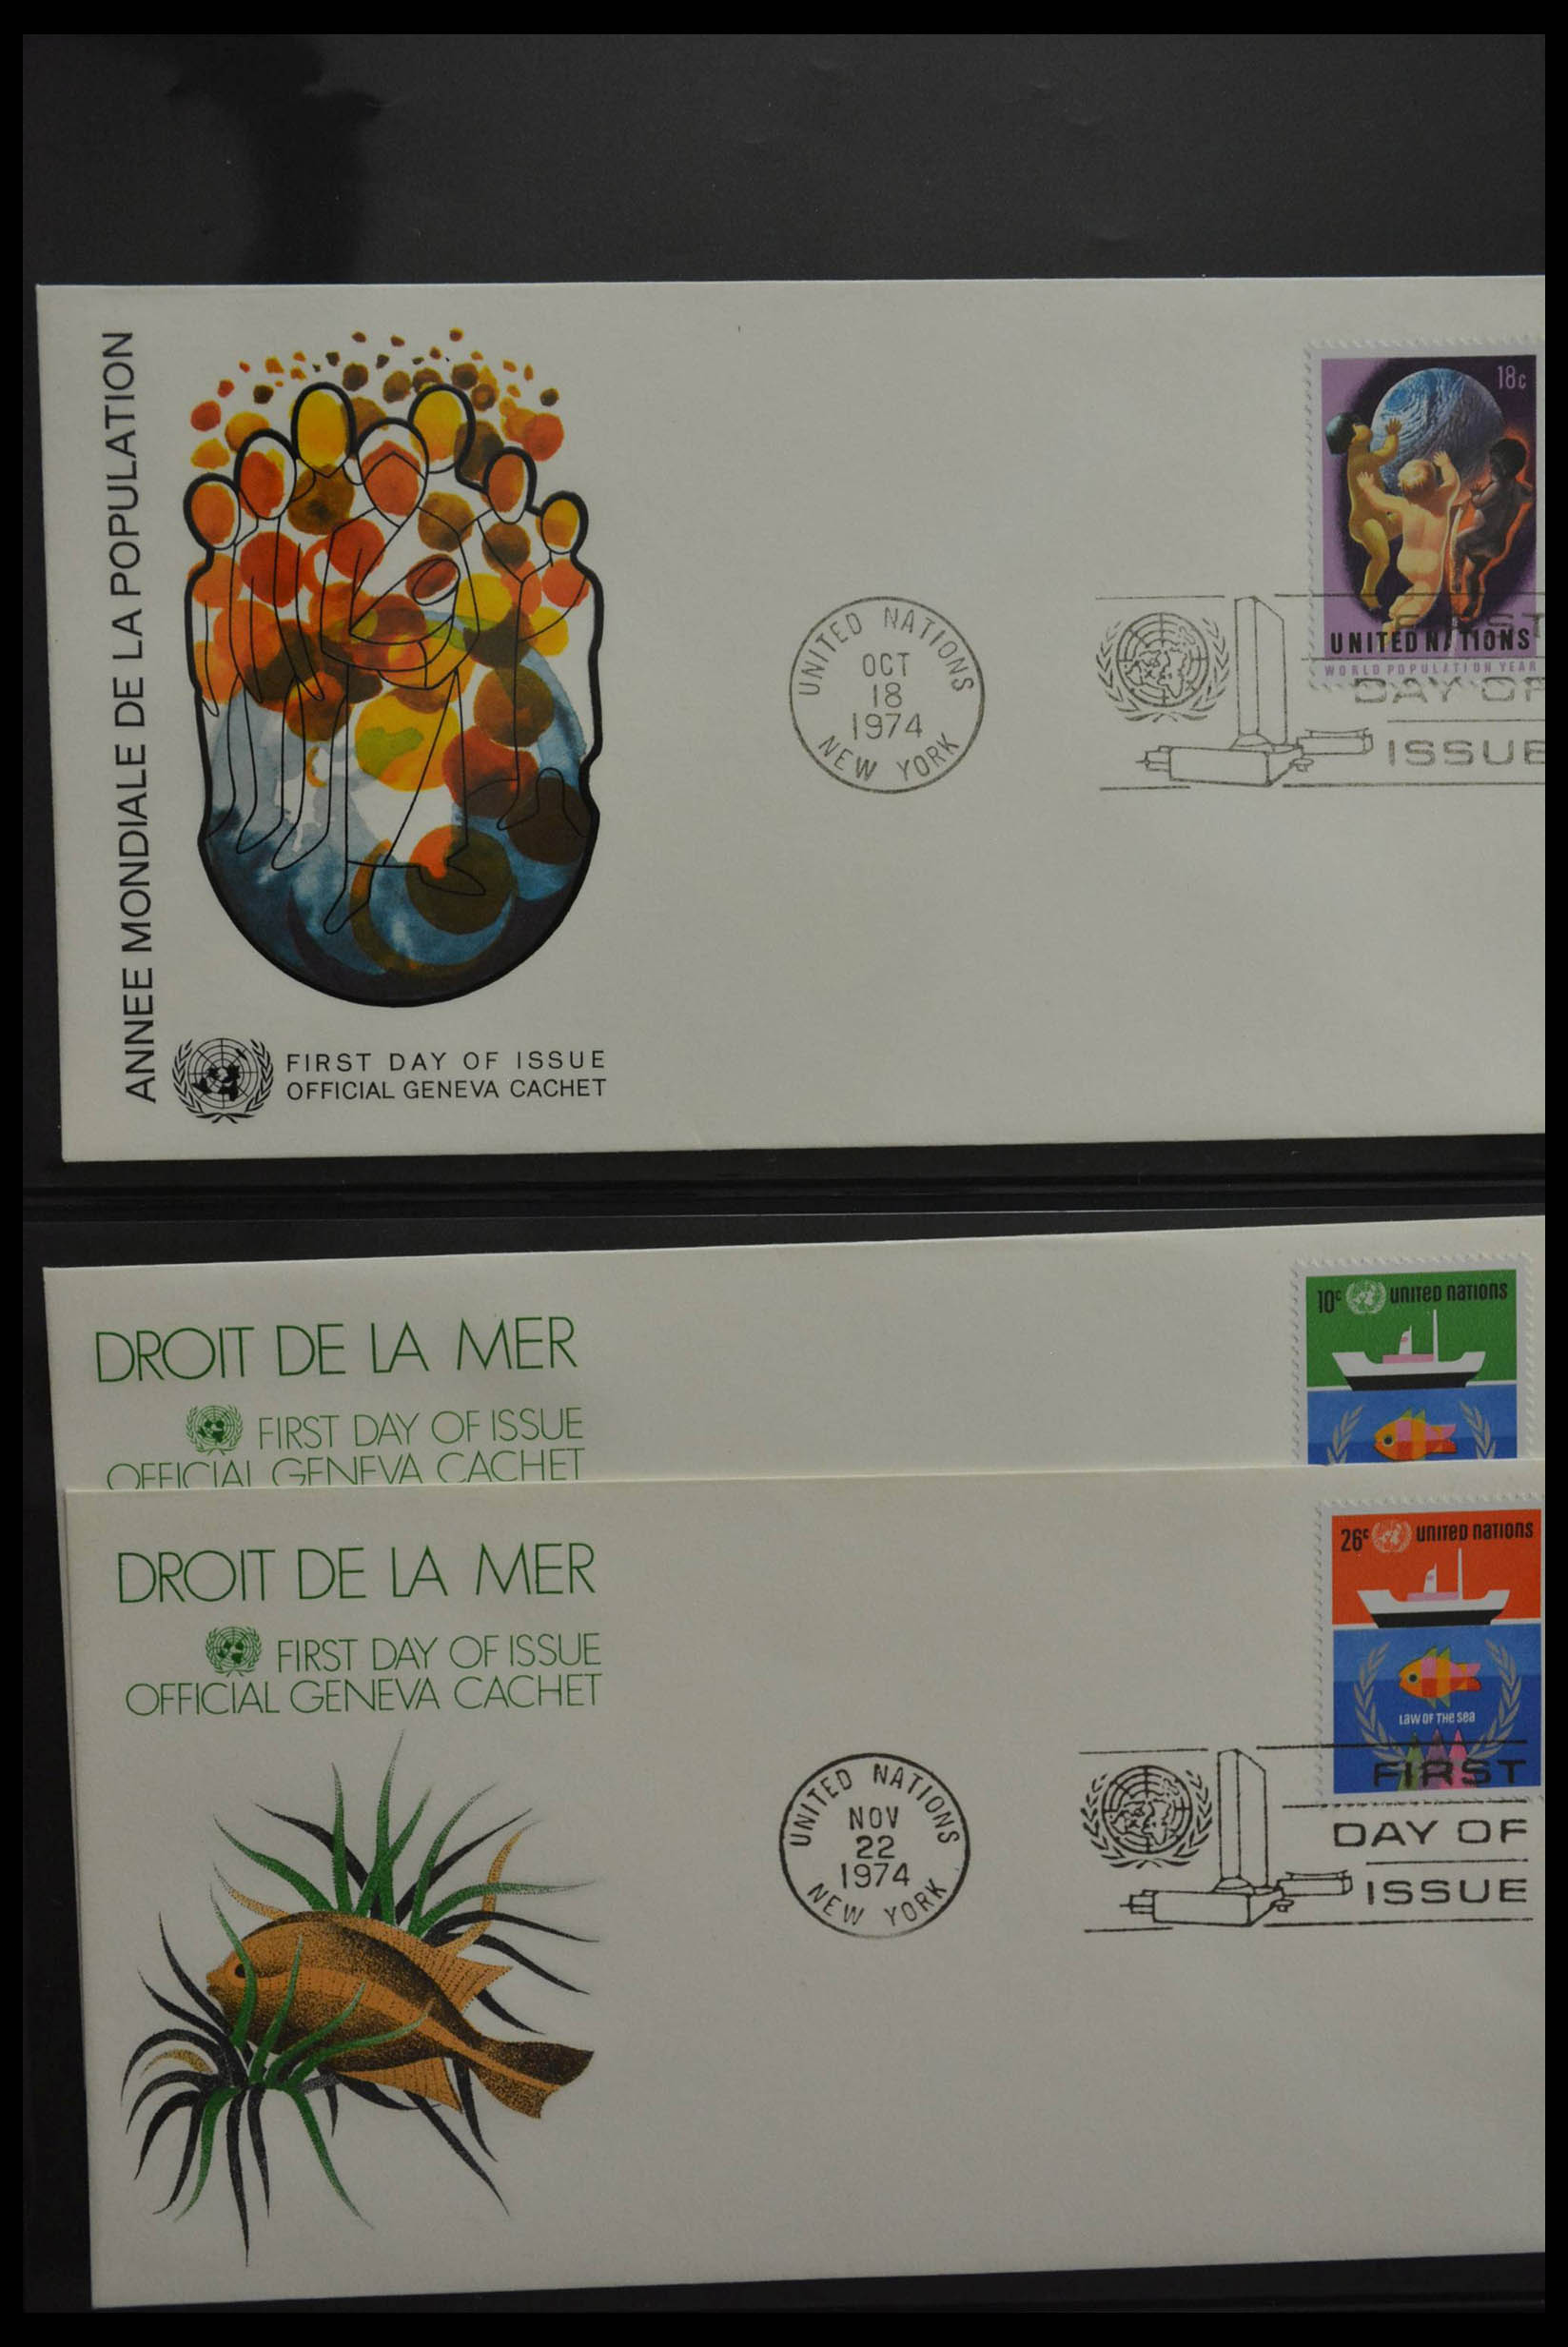 ANNEE MONDIALE DE LA POPULATION
18c
UNITED NATIONS
WORLD POPULATION YEAR
UNITED NATIONS
OCT
18
1974
NEW YORK
FIRST
DAY OF
ISSUE
FIRST DAY OF ISSUE
OFFICIAL GENEVA CACHET
DROIT DE LA MER
FIRST DAY OF ISSUE
OFFICIAL GENEVA CACHET
10c UNITED NATIONS
DROIT DE LA MER
FIRST DAY OF ISSUE
OFFICIAL GENEVA CACHET
26c UNITED NATIONS
LAW OF THE SEA
UNITED NATIONS
NOV
22
1974
NEW YORK
FIRST
DAY OF
ISSUE